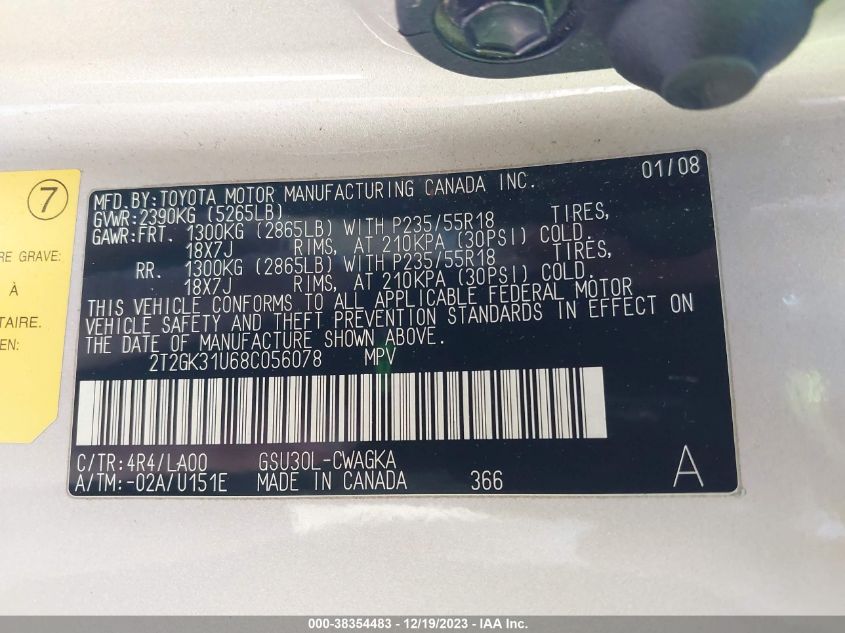 7
RE GRAVE:
À
TAIRE.
EN:
MFD.BY:TOYOTA MOTOR MANUFACTURING CANADA INC. 01/08
GVWR:2390KG (5265LB)
GAWR:FRT. 1300KG (2865LB) WITH P235/55R18 TIRES,
18X7J RIMS, AT 210KPA (30PSI) COLD.
RR. 1300KG (2865LB) WITH P235/55R18 TIRES,
18X7J RIMS, AT 210KPA (30PSI) COLD.
THIS VEHICLE CONFORMS TO ALL APPLICABLE FEDERAL MOTOR
VEHICLE SAFETY AND THEFT PREVENTION STANDARDS IN EFFECT ON
THE DATE OF MANUFACTURE SHOWN ABOVE.
2T2GK31U68C056078 MPV
C/TR:4R4/LA00 GSU30L-CWAGKA
A/TM:-02A/U151E MADE IN CANADA 366 A
000-38354483 - 12/19/2023 - IAA Inc.